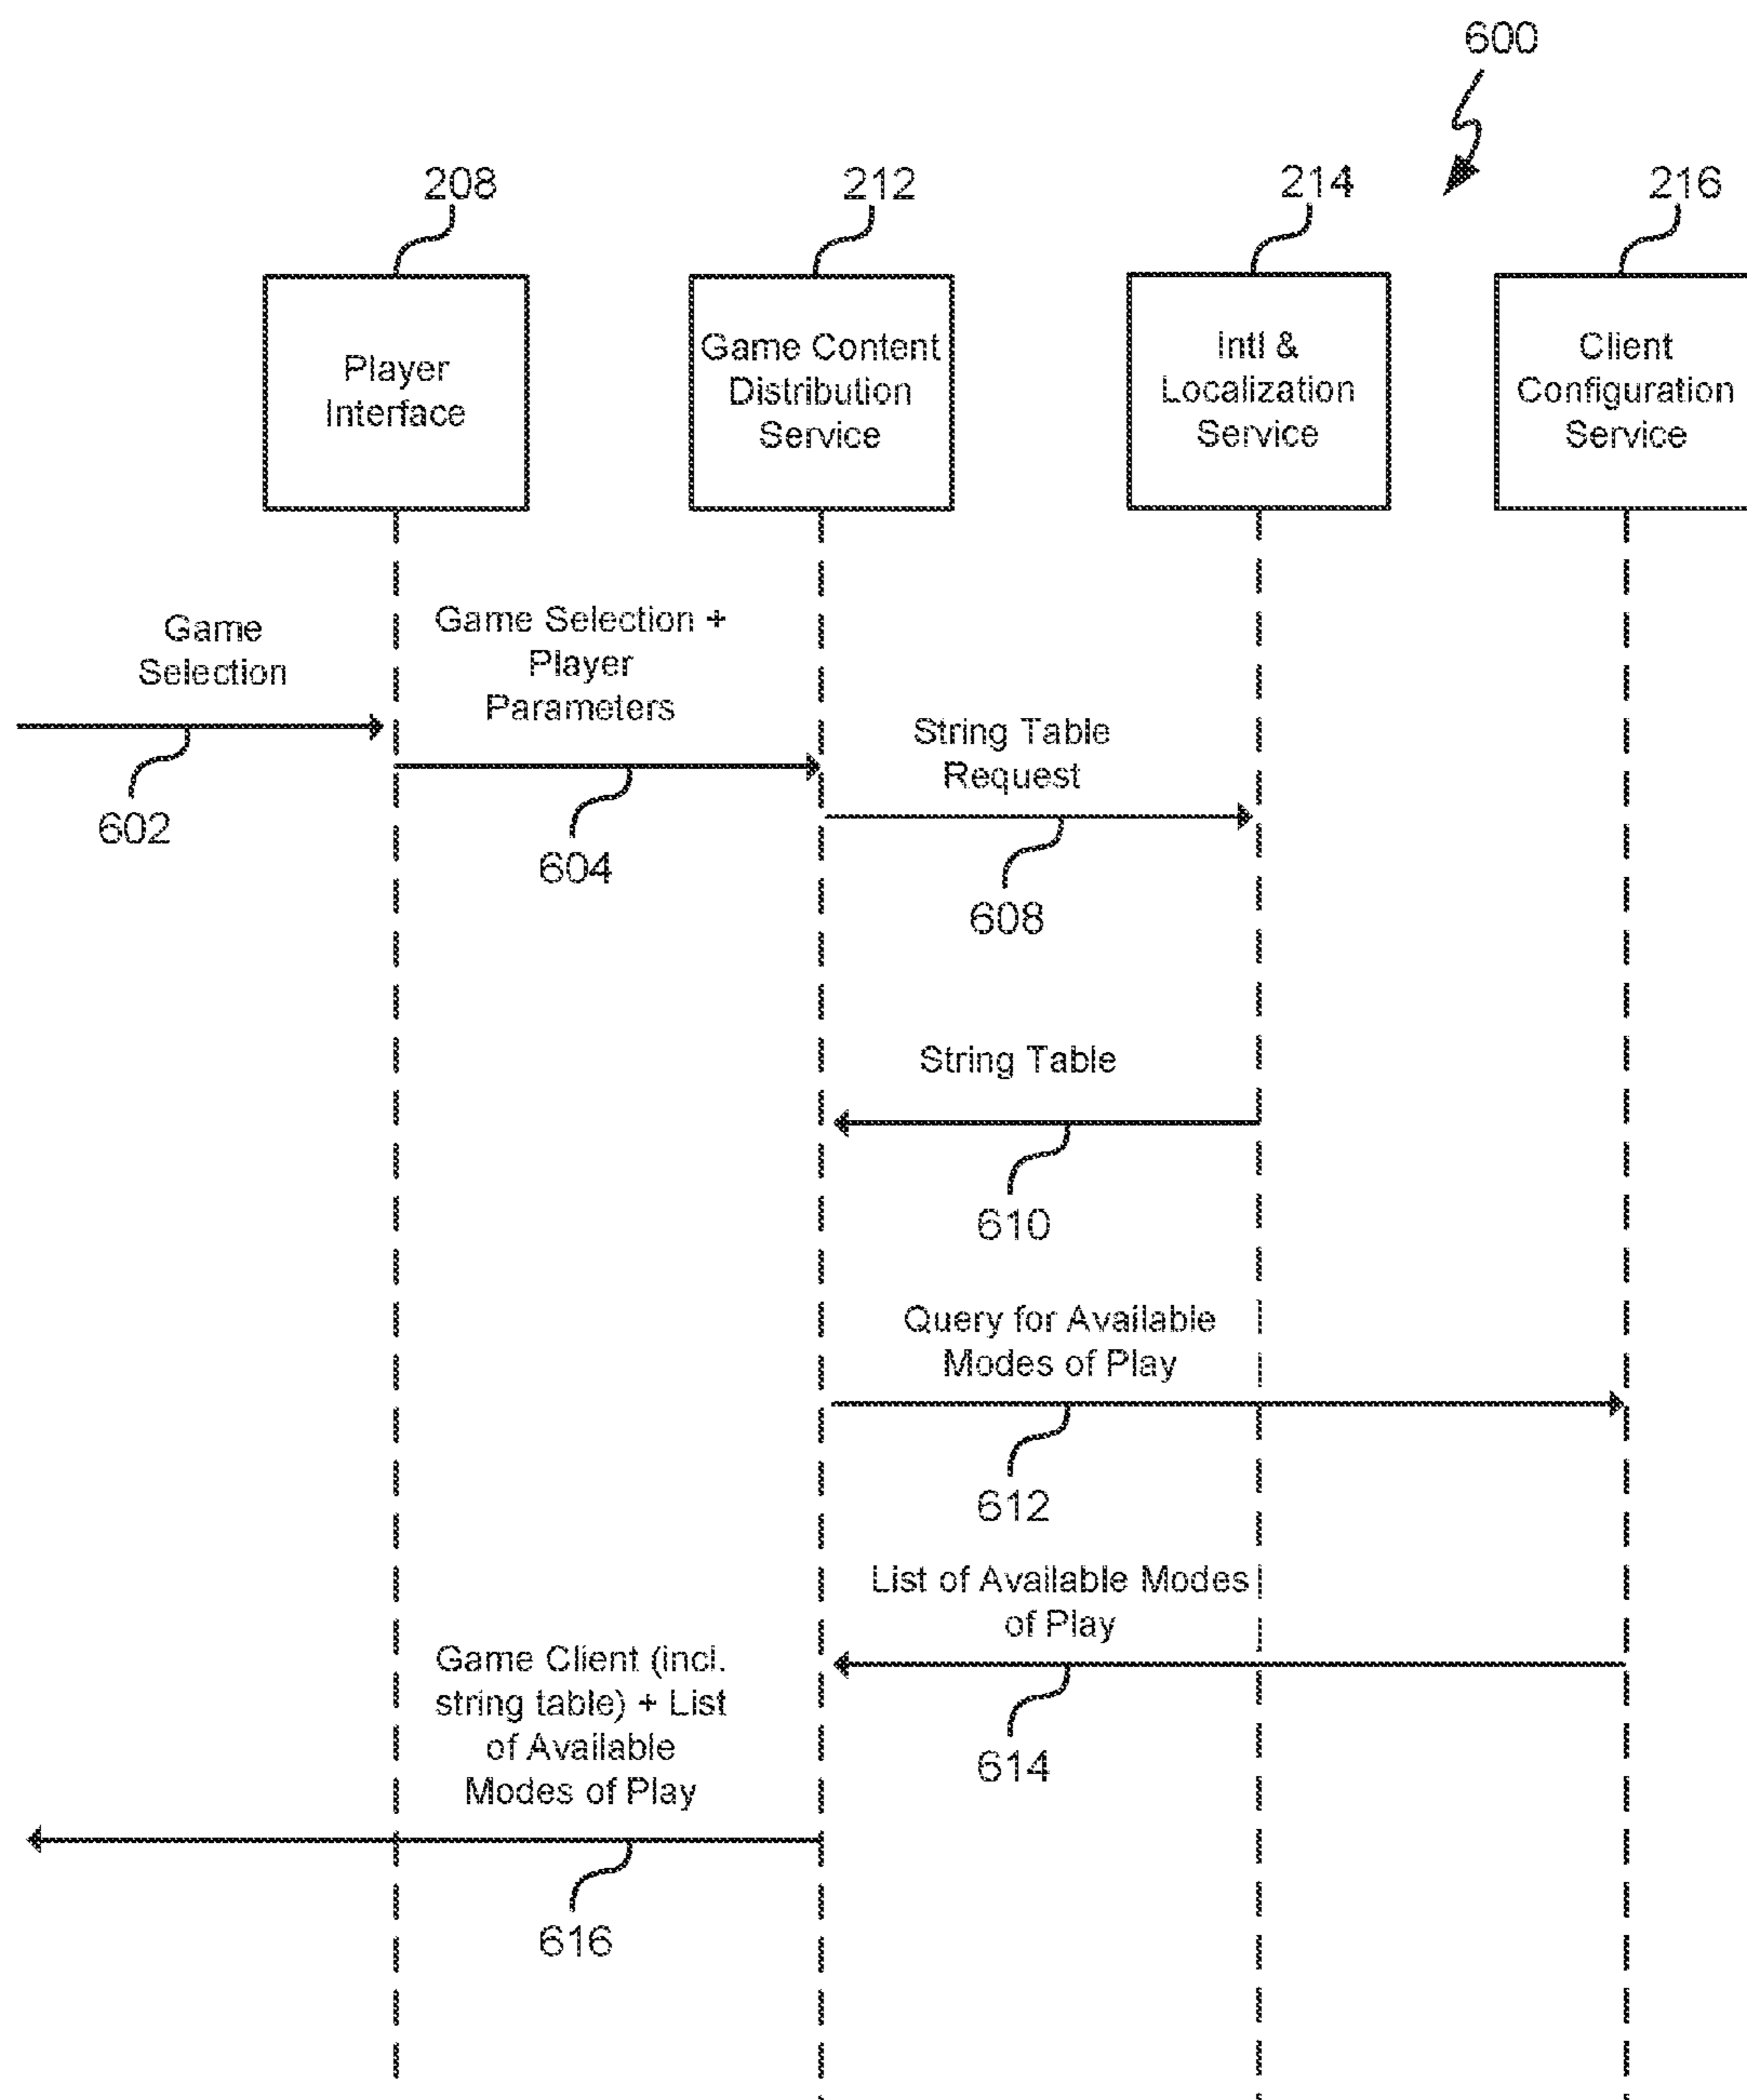 600
208
212
214
216
Player
Interface
Game Content
Distribution
Service
Intl &
Localization
Service
Client
Configuration
Service
Game
Selection
602
Game Selection +
Player
Parameters
604
String Table
Request
608
String Table
610
Query for Available
Modes of Play
612
List of Available Modes
of Play
614
Game Client (incl.
string table) + List
of Available
Modes of Play
616